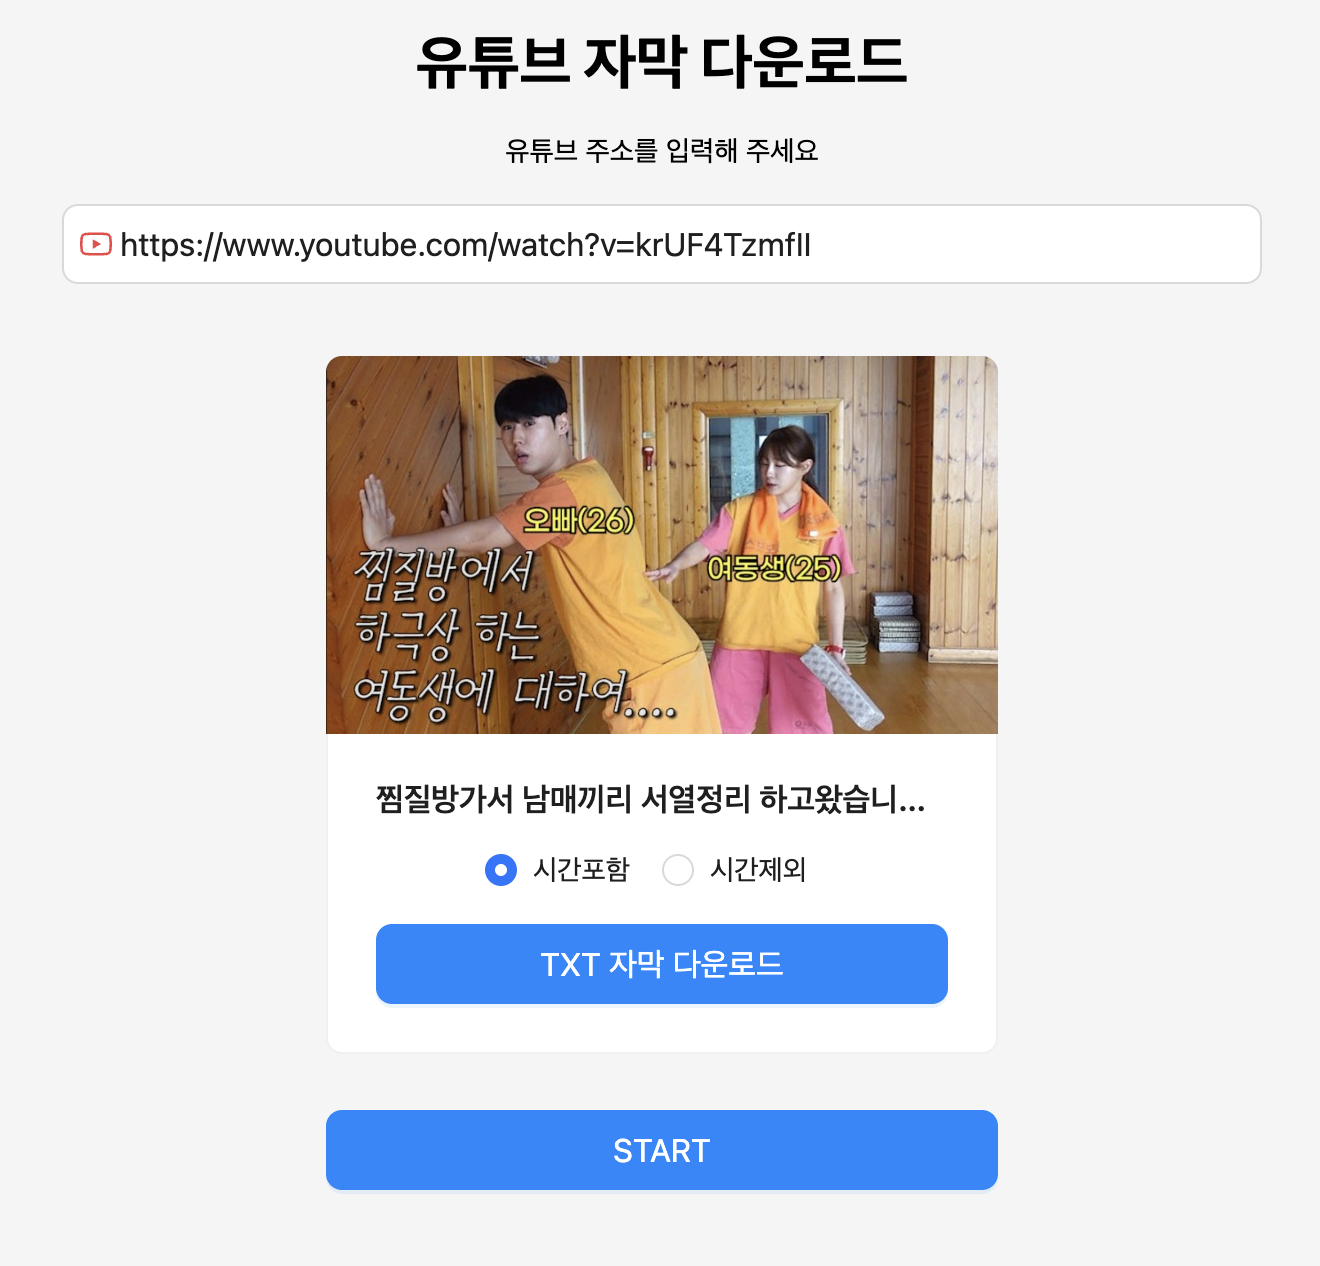 유튜브 자막 다운로드
유튜브 주소를 입력해 주세요
https://www.youtube.com/watch?v=krUF4TzmflI
오빠(26)
여동생(25)
찜질방에서
하극상 하는
여동생에 대하여....
찜질방가서 남매끼리 서열정리 하고왔습니...
시간포함 시간제외
TXT 자막 다운로드
START